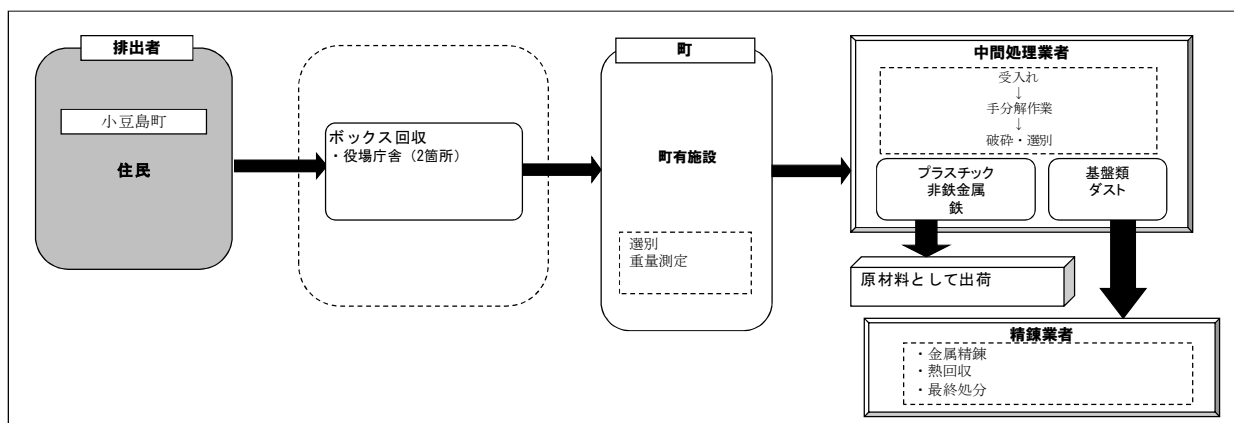 排出者
小豆島町
住民
ボックス回収
・役場庁舎（2箇所）
町
町有施設
選別
重量測定
中間処理業者
受入れ
↓
手分解作業
↓
破砕・選別
プラスチック
非鉄金属
鉄
基盤類
ダスト
原材料として出荷
精錬業者
・金属精錬
・熱回収
・最終処分